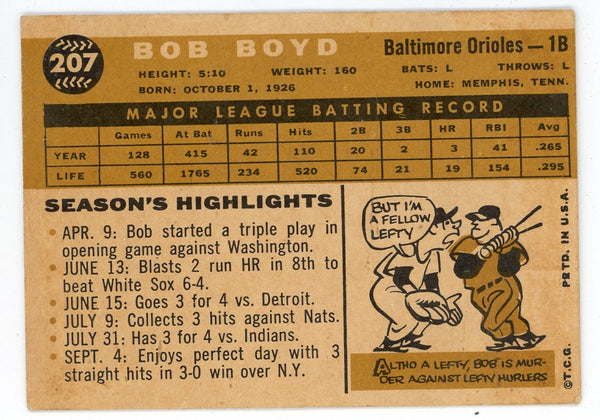 207
BOB BOYD
Baltimore Orioles — 1B
HEIGHT: 5:10 WEIGHT: 160 BATS: L THROWS: L
BORN: OCTOBER 1, 1926 HOME: MEMPHIS, TENN.
MAJOR LEAGUE BATTING RECORD
Games At Bat Runs Hits 2B 3B HR RBI Avg
YEAR 128 415 42 110 20 2 3 41 .265
LIFE 560 1765 234 520 74 21 19 154 .295
SEASON'S HIGHLIGHTS
• APR. 9: Bob started a triple play in
opening game against Washington.
• JUNE 13: Blasts 2 run HR in 8th to
beat White Sox 6-4.
• JUNE 15: Goes 3 for 4 vs. Detroit.
• JULY 9: Collects 3 hits against Nats.
• JULY 31: Has 3 for 4 vs. Indians.
• SEPT. 4: Enjoys perfect day with 3
straight hits in 3-0 win over N.Y.
BUT I'M
A FELLOW
LEFTY
ALTHO A LEFTY, BOB IS MUR-
DER AGAINST LEFTY HURLERS
©T.C.G. PRTD. IN U.S.A.